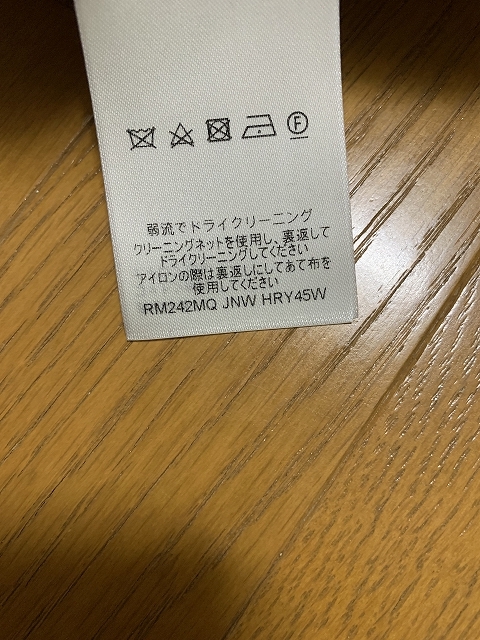 F
弱流でドライクリーニング
クリーニングネットを使用し、裏返して
ドライクリーニングしてください
アイロンの際は裏返しにしてあて布を
使用してください
RM242MQ JNW HRY45W